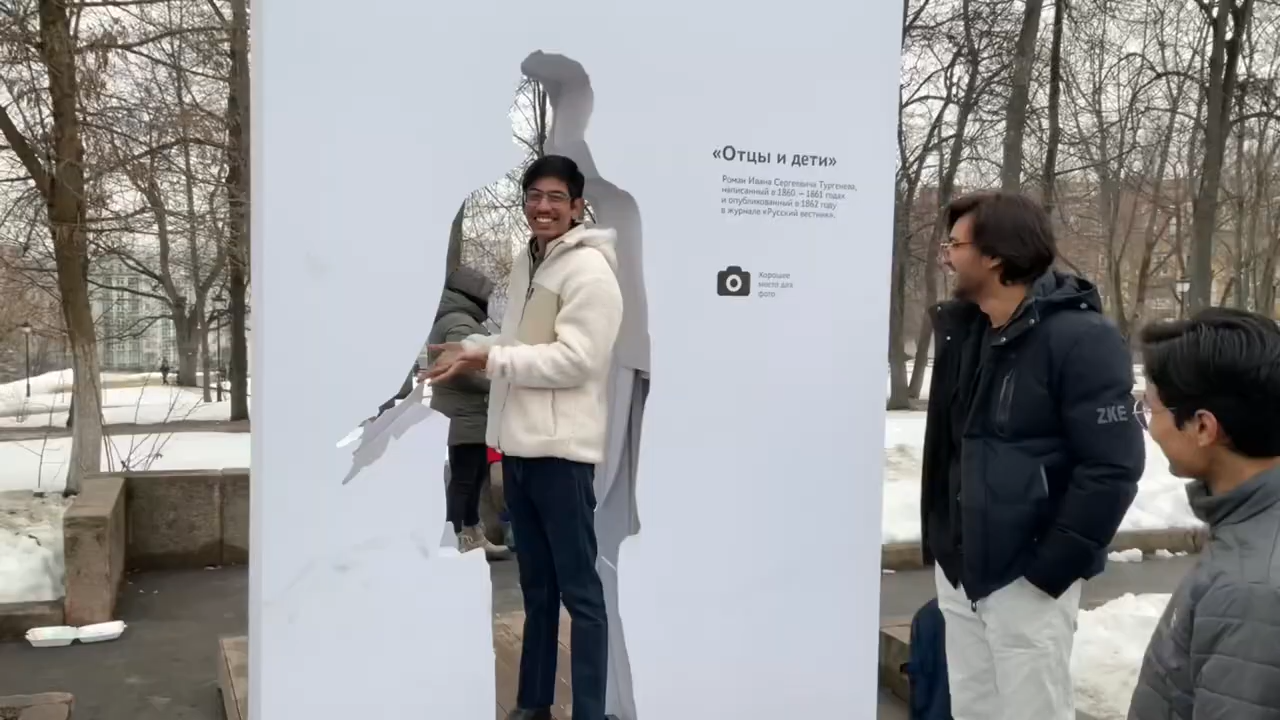 «Отцы и дети»
Роман Ивана Сергеевича Тургенева,
написанный в 1860 – 1861 годах
и опубликованный в 1862 году
в журнале «Русский вестник».
Хорошее
место для
фото
ZKE